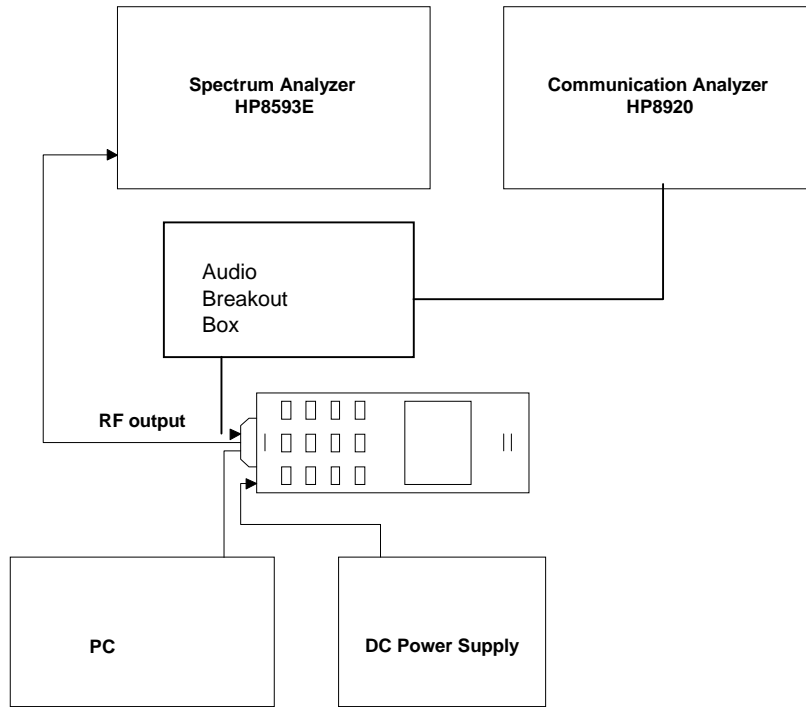 Spectrum Analyzer
HP8593E
Communication Analyzer
HP8920
Audio
Breakout
Box
RF output
PC
DC Power Supply